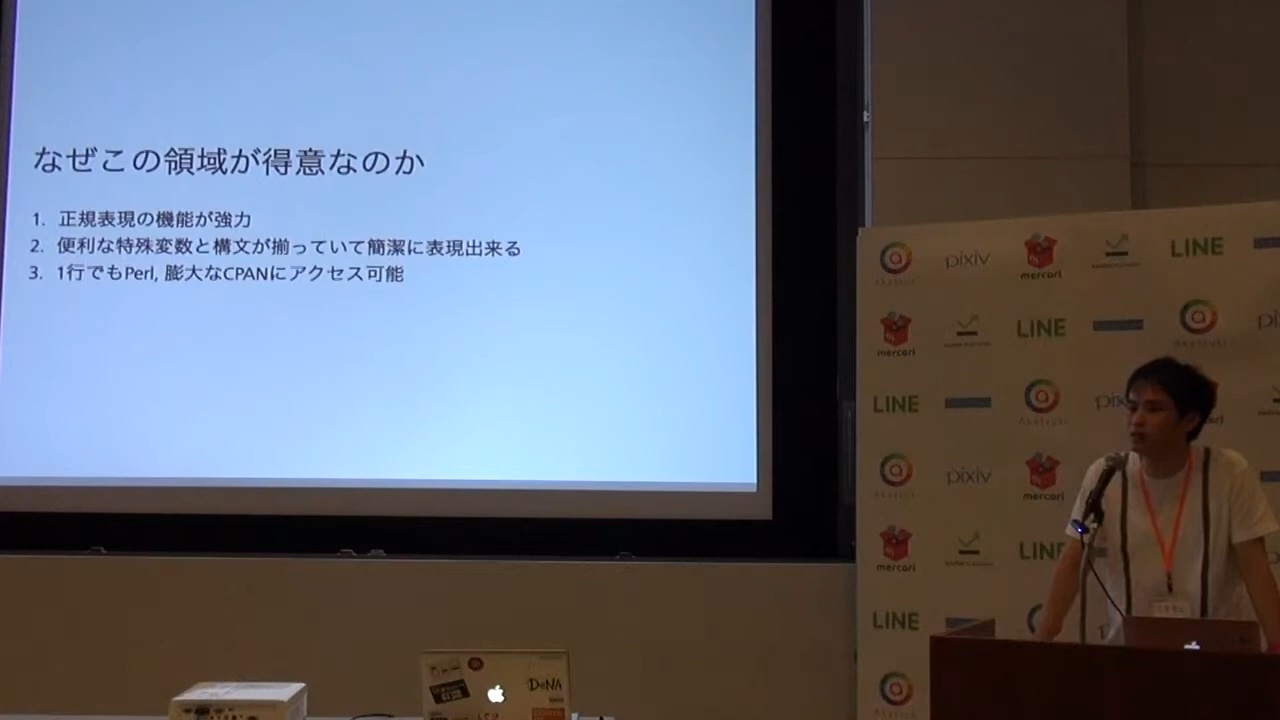 なぜこの領域が得意なのか
1. 正規表現の機能が強力
2. 便利な特殊変数と構文が揃っていて簡潔に表現出来る
3. 1行でもPerl, 膨大なCPANにアクセス可能
pixiv
mercari
LINE
mercari
LINE
LINE
pixiv
mercari
mercari
LINE
LINE
DeNA